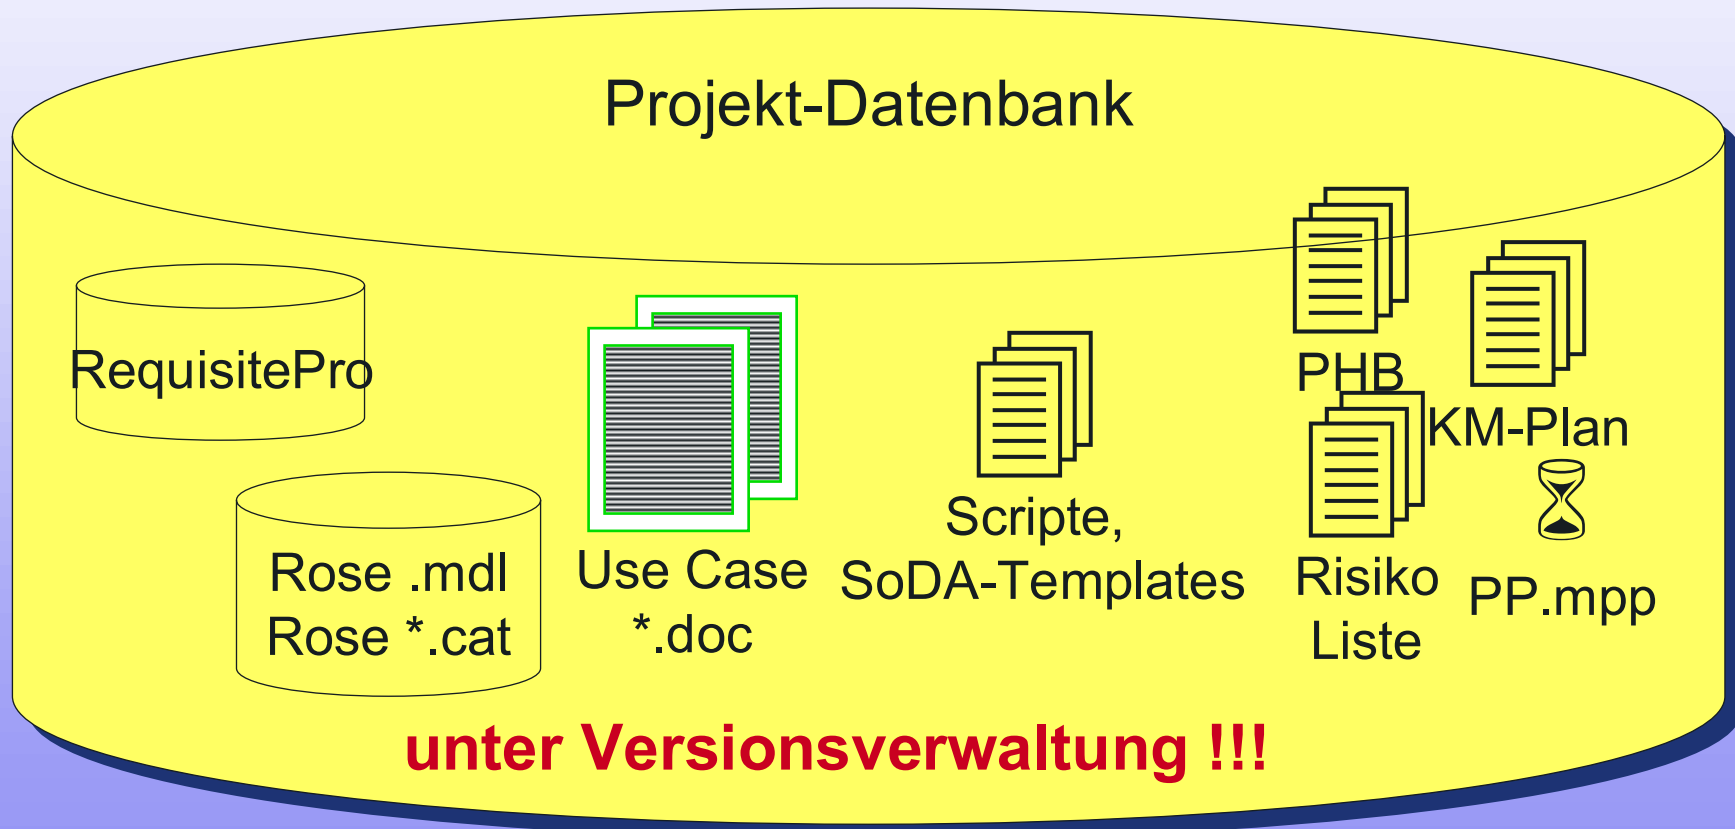 Projekt-Datenbank
RequisitePro
Rose .mdl
Rose *.cat
Use Case
*.doc
Scripte,
SoDA-Templates
PHB
KM-Plan
Risiko
Liste
PP.mpp
unter Versionsverwaltung !!!